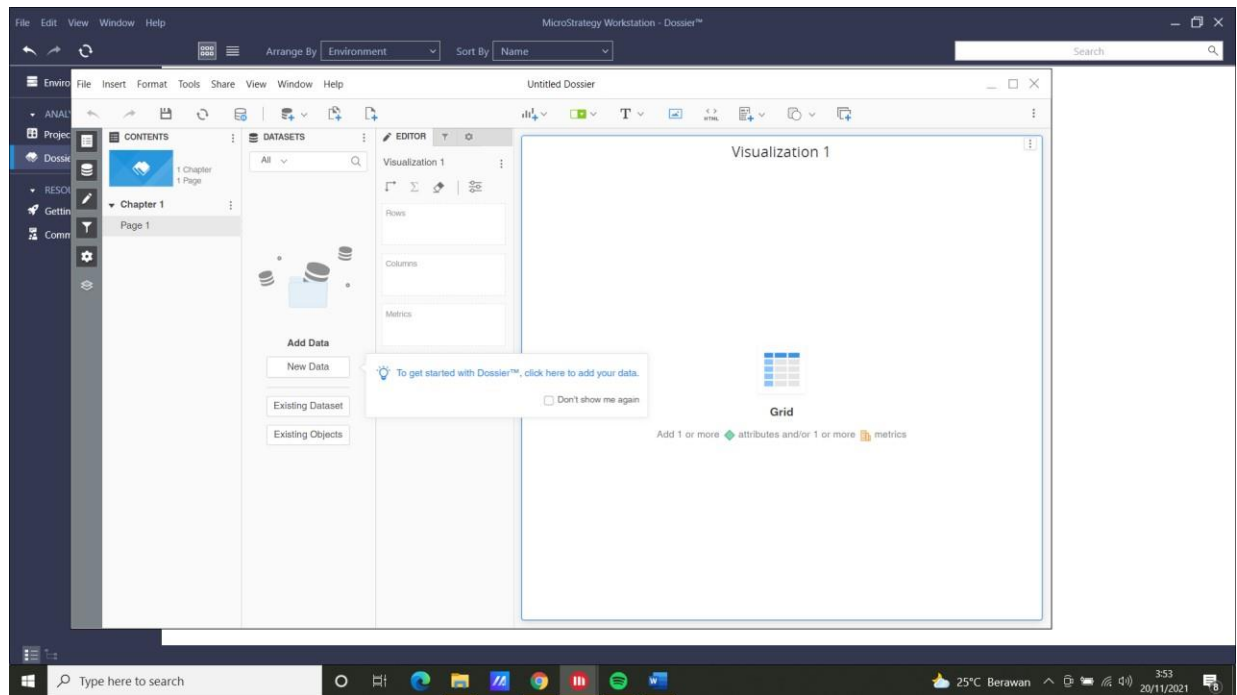 File Edit View Window Help
MicroStrategy Workstation - Dossier™
Arrange By Environment Sort By Name
Search
Enviro
File Insert Format Tools Share View Window Help
Untitled Dossier
ANAL
Projec
Dossie
RESOU
Gettin
Comm
CONTENTS
1 Chapter
1 Page
Chapter 1
Page 1
DATASETS
All
Add Data
New Data
Existing Dataset
Existing Objects
EDITOR
Visualization 1
Rows
Columns
Metrics
T
HTML
To get started with Dossier™, click here to add your data.
Don't show me again
Visualization 1
Grid
Add 1 or more attributes and/or 1 or more metrics
Type here to search
25°C Berawan
3:53
20/11/2021